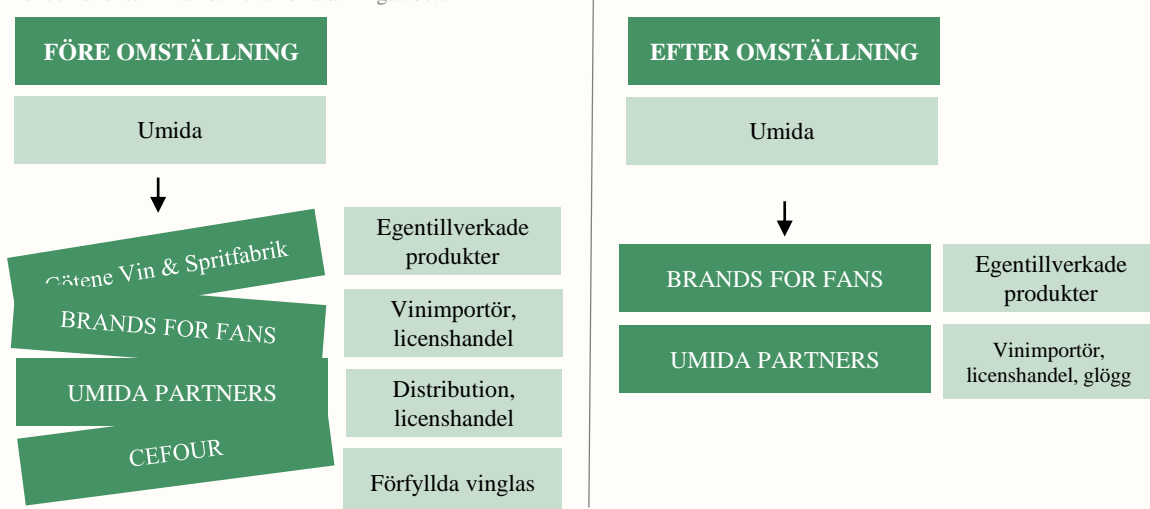 FÖRE OMSTÄLLNING
Umida
Götene Vin & Spritfabrik
Egentillverkade
produkter
BRANDS FOR FANS
Vinimportör,
licenshandel
UMIDA PARTNERS
Distribution,
licenshandel
CEFOUR
Förfyllda vinglas
EFTER OMSTÄLLNING
Umida
BRANDS FOR FANS
Egentillverkade
produkter
UMIDA PARTNERS
Vinimportör,
licenshandel, glögg